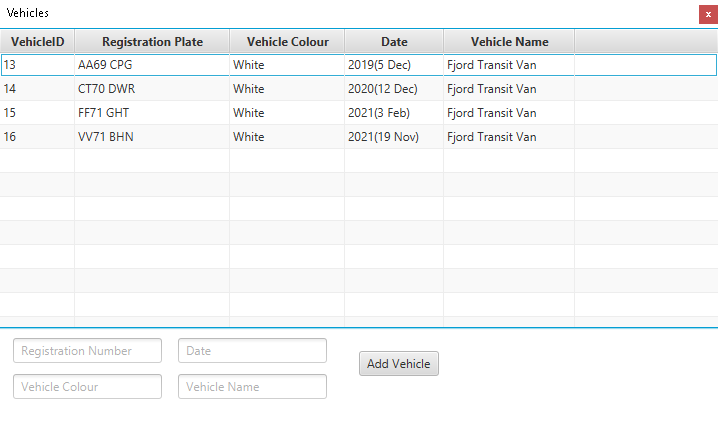 Vehicles x
VehicleID Registration Plate Vehicle Colour Date Vehicle Name
13 AA69 CPG White 2019(5 Dec) Fjord Transit Van
14 CT70 DWR White 2020(12 Dec) Fjord Transit Van
15 FF71 GHT White 2021(3 Feb) Fjord Transit Van
16 VV71 BHN White 2021(19 Nov) Fjord Transit Van
Registration Number Date
Add Vehicle
Vehicle Colour Vehicle Name